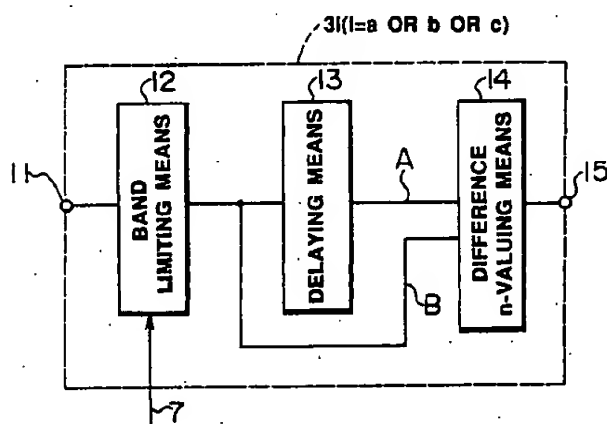 3i(i=a OR b OR c)
12
13
14
11
BAND
LIMITING MEANS
DELAYING MEANS
A
DIFFERENCE
n-VALUING MEANS
15
B
7